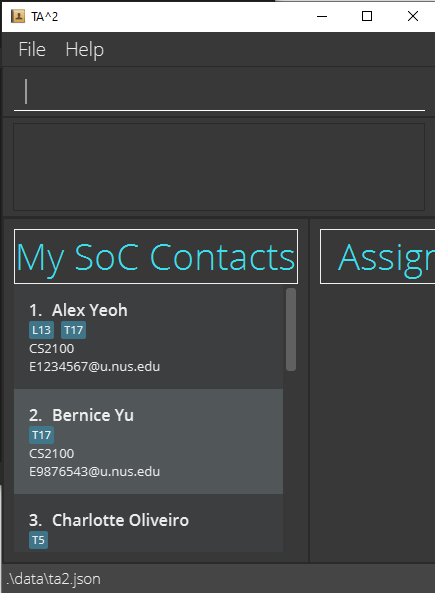 TA^2
File Help
My SoC Contacts
1. Alex Yeoh
L13 T17
CS2100
E1234567@u.nus.edu
2. Bernice Yu
T17
CS2100
E9876543@u.nus.edu
3. Charlotte Oliveiro
T5
Assign
.\data\ta2.json